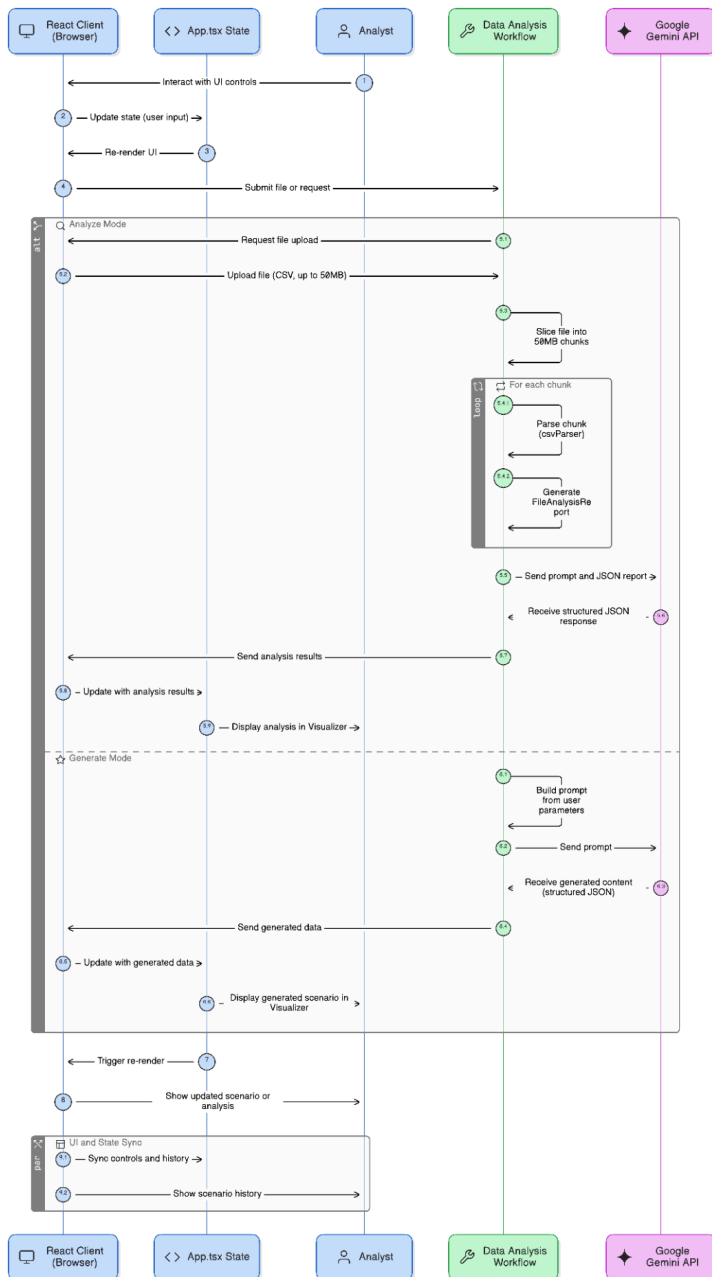 React Client
(Browser)
App.tsx State
Analyst
Data Analysis
Workflow
Google
Gemini API
1
Interact with UI controls
2
Update state (user input)
3
Re-render UI
4
Submit file or request
alt
Analyze Mode
5.1
Request file upload
5.2
Upload file (CSV, up to 50MB)
5.3
Slice file into
50MB chunks
loop
For each chunk
5.4.1
Parse chunk
(csvParser)
5.4.2
Generate
FileAnalysisRe
port
5.5
Send prompt and JSON report
5.6
Receive structured JSON
response
5.7
Send analysis results
5.8
Update with analysis results
5.9
Display analysis in Visualizer
Generate Mode
6.1
Build prompt
from user
parameters
6.2
Send prompt
6.3
Receive generated content
(structured JSON)
6.4
Send generated data
6.5
Update with generated data
6.6
Display generated scenario in
Visualizer
7
Trigger re-render
8
Show updated scenario or
analysis
par
UI and State Sync
9.1
Sync controls and history
9.2
Show scenario history
React Client
(Browser)
App.tsx State
Analyst
Data Analysis
Workflow
Google
Gemini API